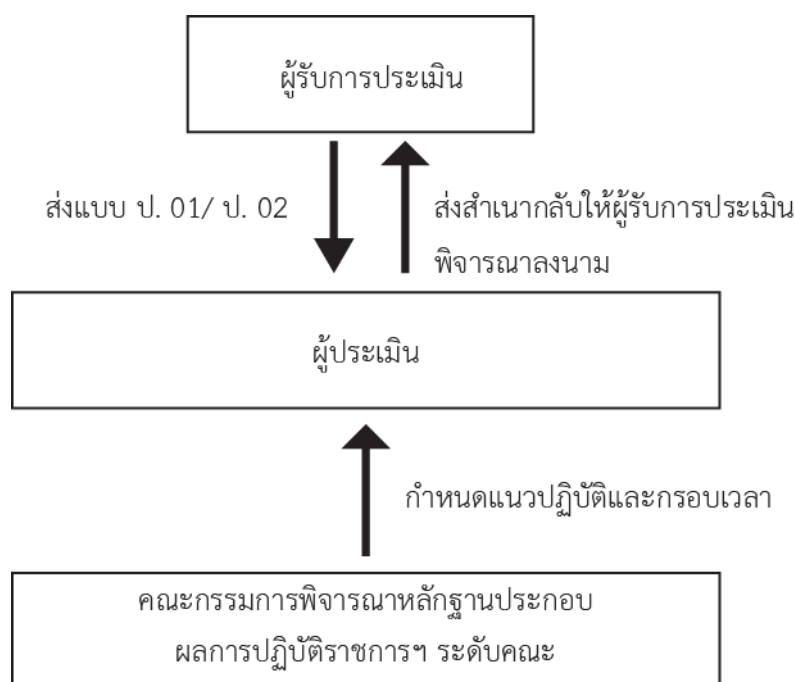 ผู้รับการประเมิน
ส่งแบบ ป. 01/ ป. 02
ส่งสำเนากลับให้ผู้รับการประเมิน
พิจารณาลงนาม
ผู้ประเมิน
กำหนดแนวปฏิบัติและกรอบเวลา
คณะกรรมการพิจารณาหลักฐานประกอบ
ผลการปฏิบัติราชการฯ ระดับคณะ